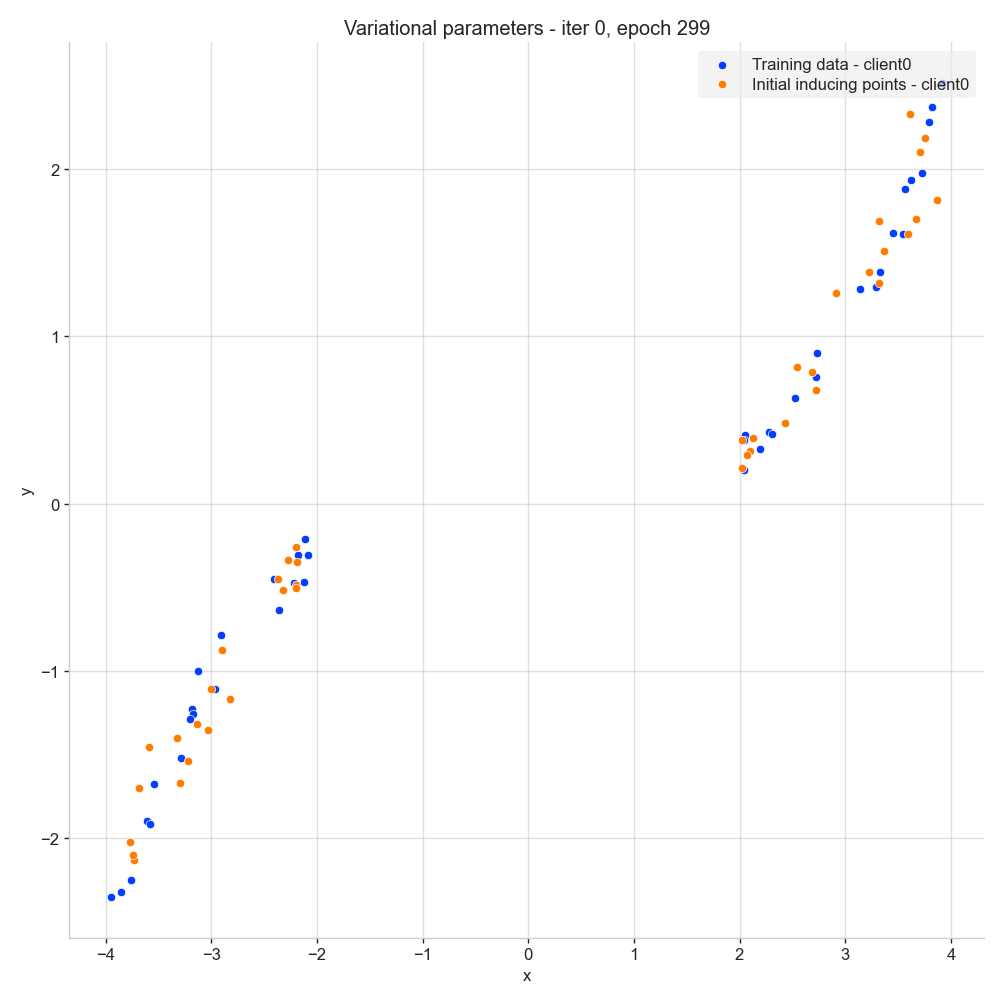 Variational parameters - iter 0, epoch 299
Training data - client0
Initial inducing points - client0
y
2
1
0
−1
−2
−4
−3
−2
−1
0
1
2
3
4
x